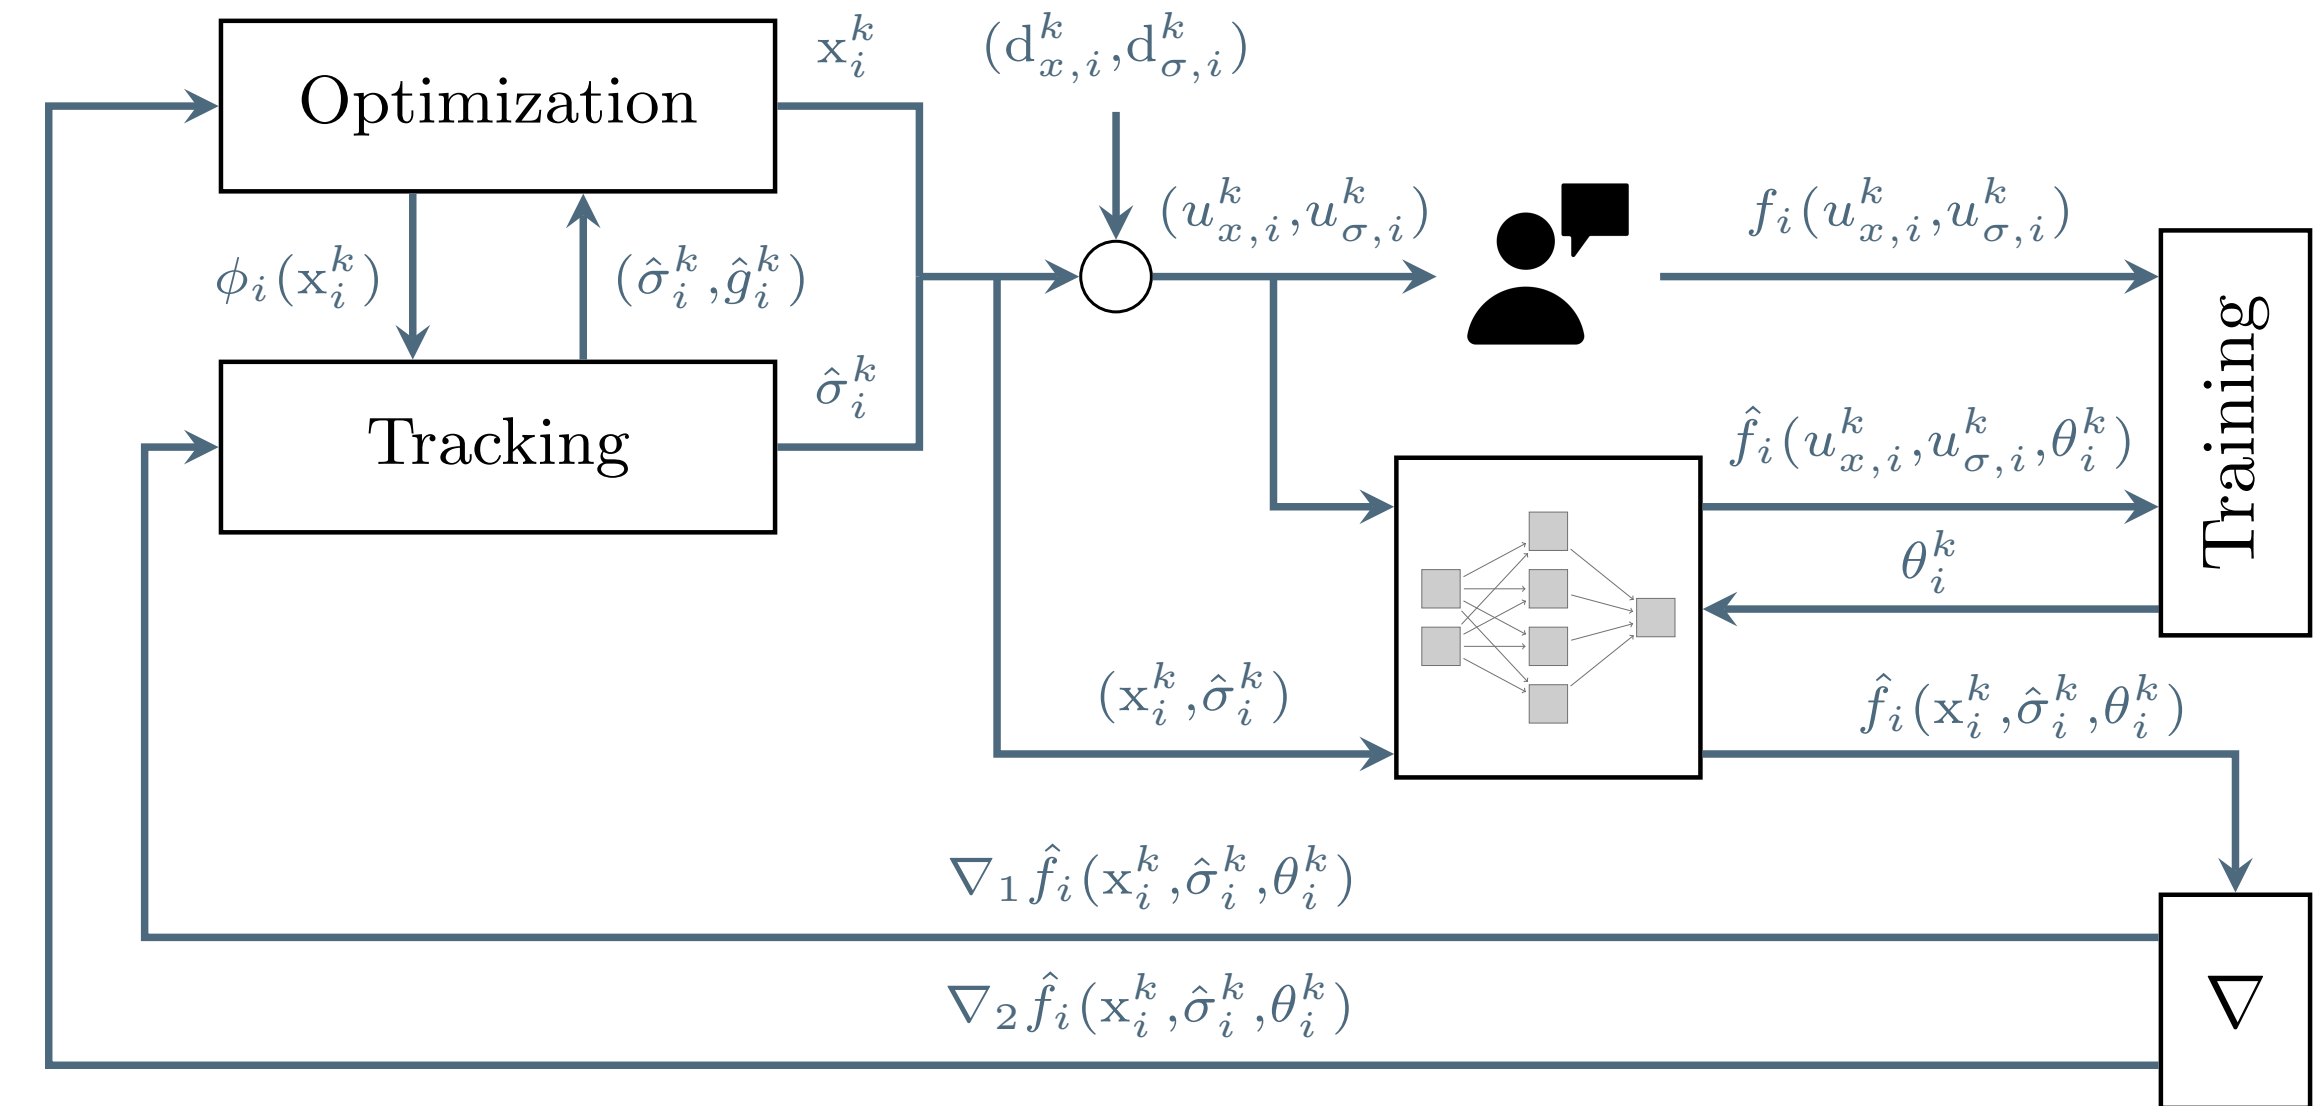 Optimization
x_i^k
(d_{x,i}^k,d_{σ,i}^k)
(u_{x,i}^k,u_{σ,i}^k)
f_i(u_{x,i}^k,u_{σ,i}^k)
ϕ_i(x_i^k)
(σ̂_i^k,ĝ_i^k)
Tracking
σ̂_i^k
Training
f̂_i(u_{x,i}^k,u_{σ,i}^k,θ_i^k)
θ_i^k
(x_i^k,σ̂_i^k)
f̂_i(x_i^k,σ̂_i^k,θ_i^k)
∇_1 f̂_i(x_i^k,σ̂_i^k,θ_i^k)
∇_2 f̂_i(x_i^k,σ̂_i^k,θ_i^k)
∇